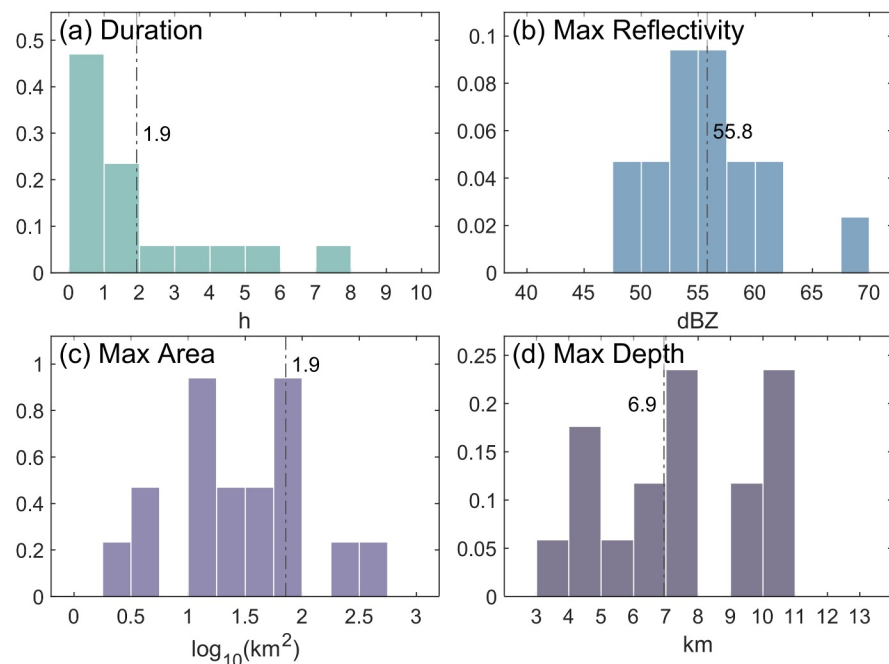 (a) Duration
0.5
0.4
0.3
0.2
0.1
0
1.9
0 1 2 3 4 5 6 7 8 9 10
h
(b) Max Reflectivity
0.1
0.08
0.06
0.04
0.02
0
55.8
40 45 50 55 60 65 70
dBZ
(c) Max Area
1
0.8
0.6
0.4
0.2
0
1.9
0 0.5 1 1.5 2 2.5 3
log10(km2)
(d) Max Depth
0.25
0.2
0.15
0.1
0.05
0
6.9
3 4 5 6 7 8 9 10 11 12 13
km